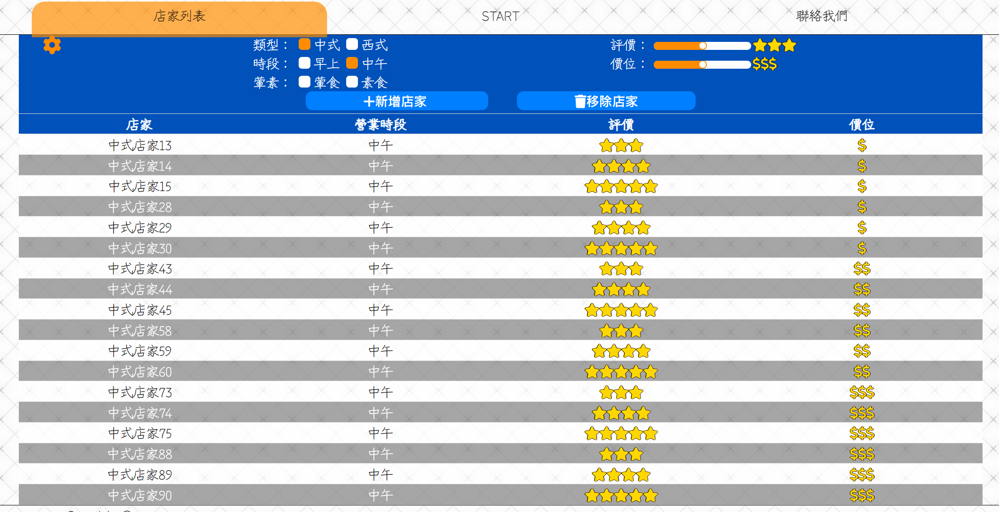 店家列表 START 聯絡我們
類型： 中式 西式 評價：
時段： 早上 中午 價位： $$$
葷素： 葷食 素食
+新增店家 移除店家
店家 營業時段 評價 價位
中式店家13 中午 $
中式店家14 中午 $
中式店家15 中午 $
中式店家28 中午 $
中式店家29 中午 $
中式店家30 中午 $
中式店家43 中午 $$
中式店家44 中午 $$
中式店家45 中午 $$
中式店家58 中午 $$
中式店家59 中午 $$
中式店家60 中午 $$
中式店家73 中午 $$$
中式店家74 中午 $$$
中式店家75 中午 $$$
中式店家88 中午 $$$
中式店家89 中午 $$$
中式店家90 中午 $$$